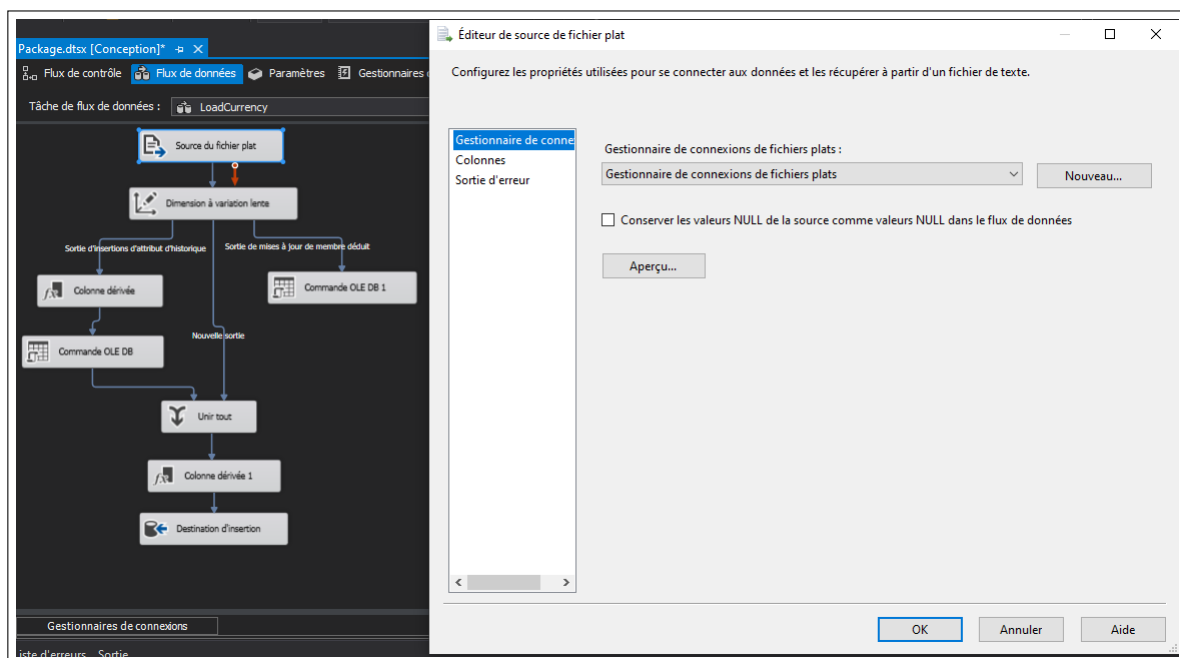 Package.dtsx [Conception]*
Flux de contrôle Flux de données Paramètres Gestionnaires
Tâche de flux de données : LoadCurrency
Source du fichier plat
Dimension à variation lente
Sortie d'insertions d'attribut d'historique
Sortie de mises à jour de membre déduit
Colonne dérivée
Commande OLE DB 1
Nouvelle sortie
Commande OLE DB
Unir tout
Colonne dérivée 1
Destination d'insertion
Gestionnaires de connexions
iste d'erreurs Sortie
Éditeur de source de fichier plat
Configurez les propriétés utilisées pour se connecter aux données et les récupérer à partir d'un fichier de texte.
Gestionnaire de conne
Colonnes
Sortie d'erreur
Gestionnaire de connexions de fichiers plats :
Gestionnaire de connexions de fichiers plats
Nouveau...
Conserver les valeurs NULL de la source comme valeurs NULL dans le flux de données
Aperçu...
OK
Annuler
Aide